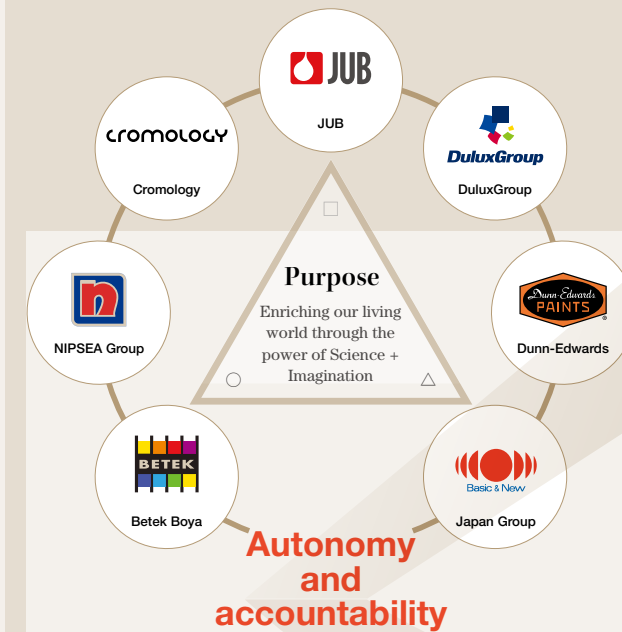 JUB
JUB
CROMOLOGY
Cromology
DuluxGroup
DuluxGroup
Purpose
Enriching our living
world through the
power of Science +
Imagination
n
NIPSEA Group
Dunn-Edwards
PAINTS
®
Dunn-Edwards
BETEK
Betek Boya
Basic & New
Japan Group
Autonomy
and
accountability